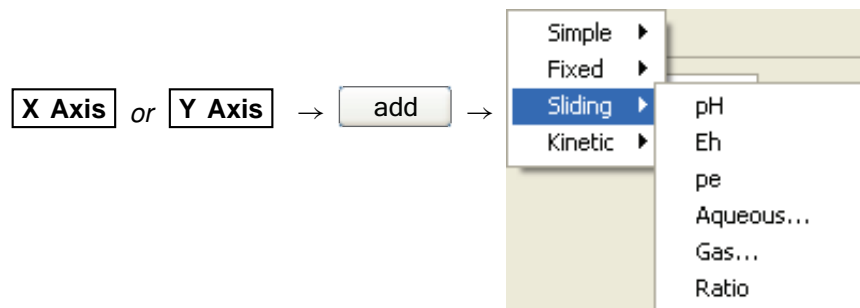 X Axis or Y Axis → add →
Simple
Fixed
Sliding
Kinetic
pH
Eh
pe
Aqueous...
Gas...
Ratio